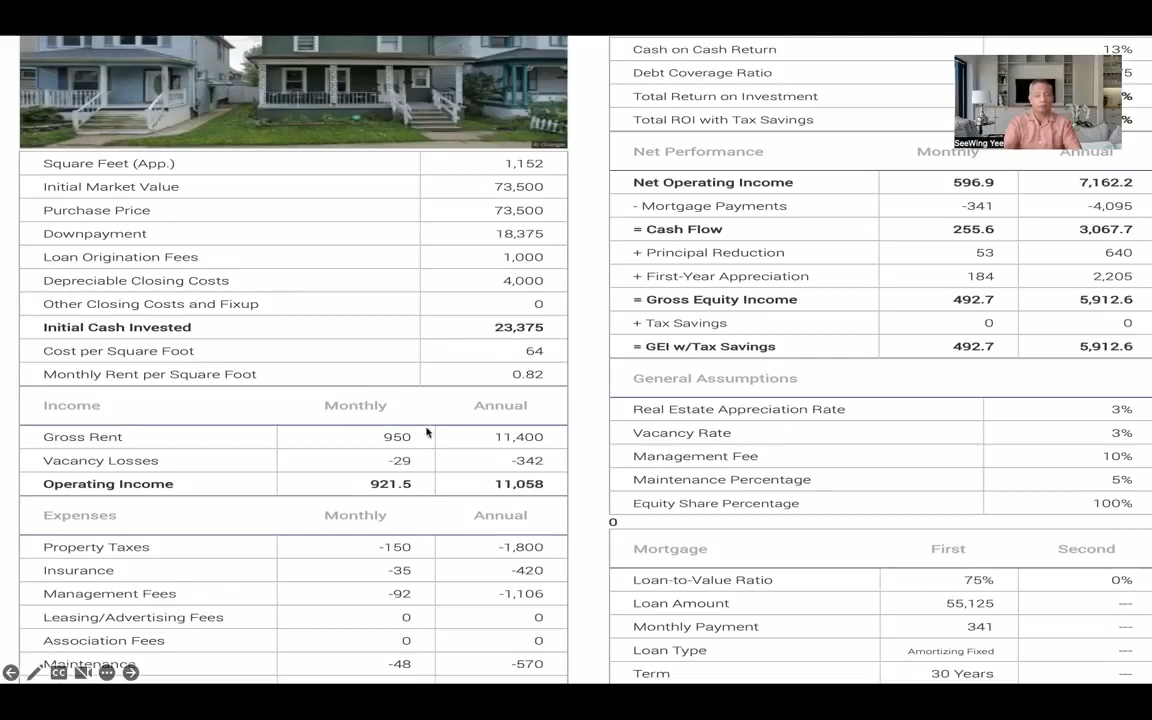 Square Feet (App.) 1,152
Initial Market Value 73,500
Purchase Price 73,500
Downpayment 18,375
Loan Origination Fees 1,000
Depreciable Closing Costs 4,000
Other Closing Costs and Fixup 0
Initial Cash Invested 23,375
Cost per Square Foot 64
Monthly Rent per Square Foot 0.82
Income Monthly Annual
Gross Rent 950 11,400
Vacancy Losses -29 -342
Operating Income 921.5 11,058
Expenses Monthly Annual
Property Taxes -150 -1,800
Insurance -35 -420
Management Fees -92 -1,106
Leasing/Advertising Fees 0 0
Association Fees 0 0
Maintenance -48 -570
CC
Cash on Cash Return 13%
Debt Coverage Ratio 5
Total Return on Investment %
Total ROI with Tax Savings %
SeeWing Yee
Net Performance Monthly Annual
Net Operating Income 596.9 7,162.2
- Mortgage Payments -341 -4,095
= Cash Flow 255.6 3,067.7
+ Principal Reduction 53 640
+ First-Year Appreciation 184 2,205
= Gross Equity Income 492.7 5,912.6
+ Tax Savings 0 0
= GEI w/Tax Savings 492.7 5,912.6
General Assumptions
Real Estate Appreciation Rate 3%
Vacancy Rate 3%
Management Fee 10%
Maintenance Percentage 5%
Equity Share Percentage 100%
0
Mortgage First Second
Loan-to-Value Ratio 75% 0%
Loan Amount 55,125 ---
Monthly Payment 341 ---
Loan Type Amortizing Fixed ---
Term 30 Years ---